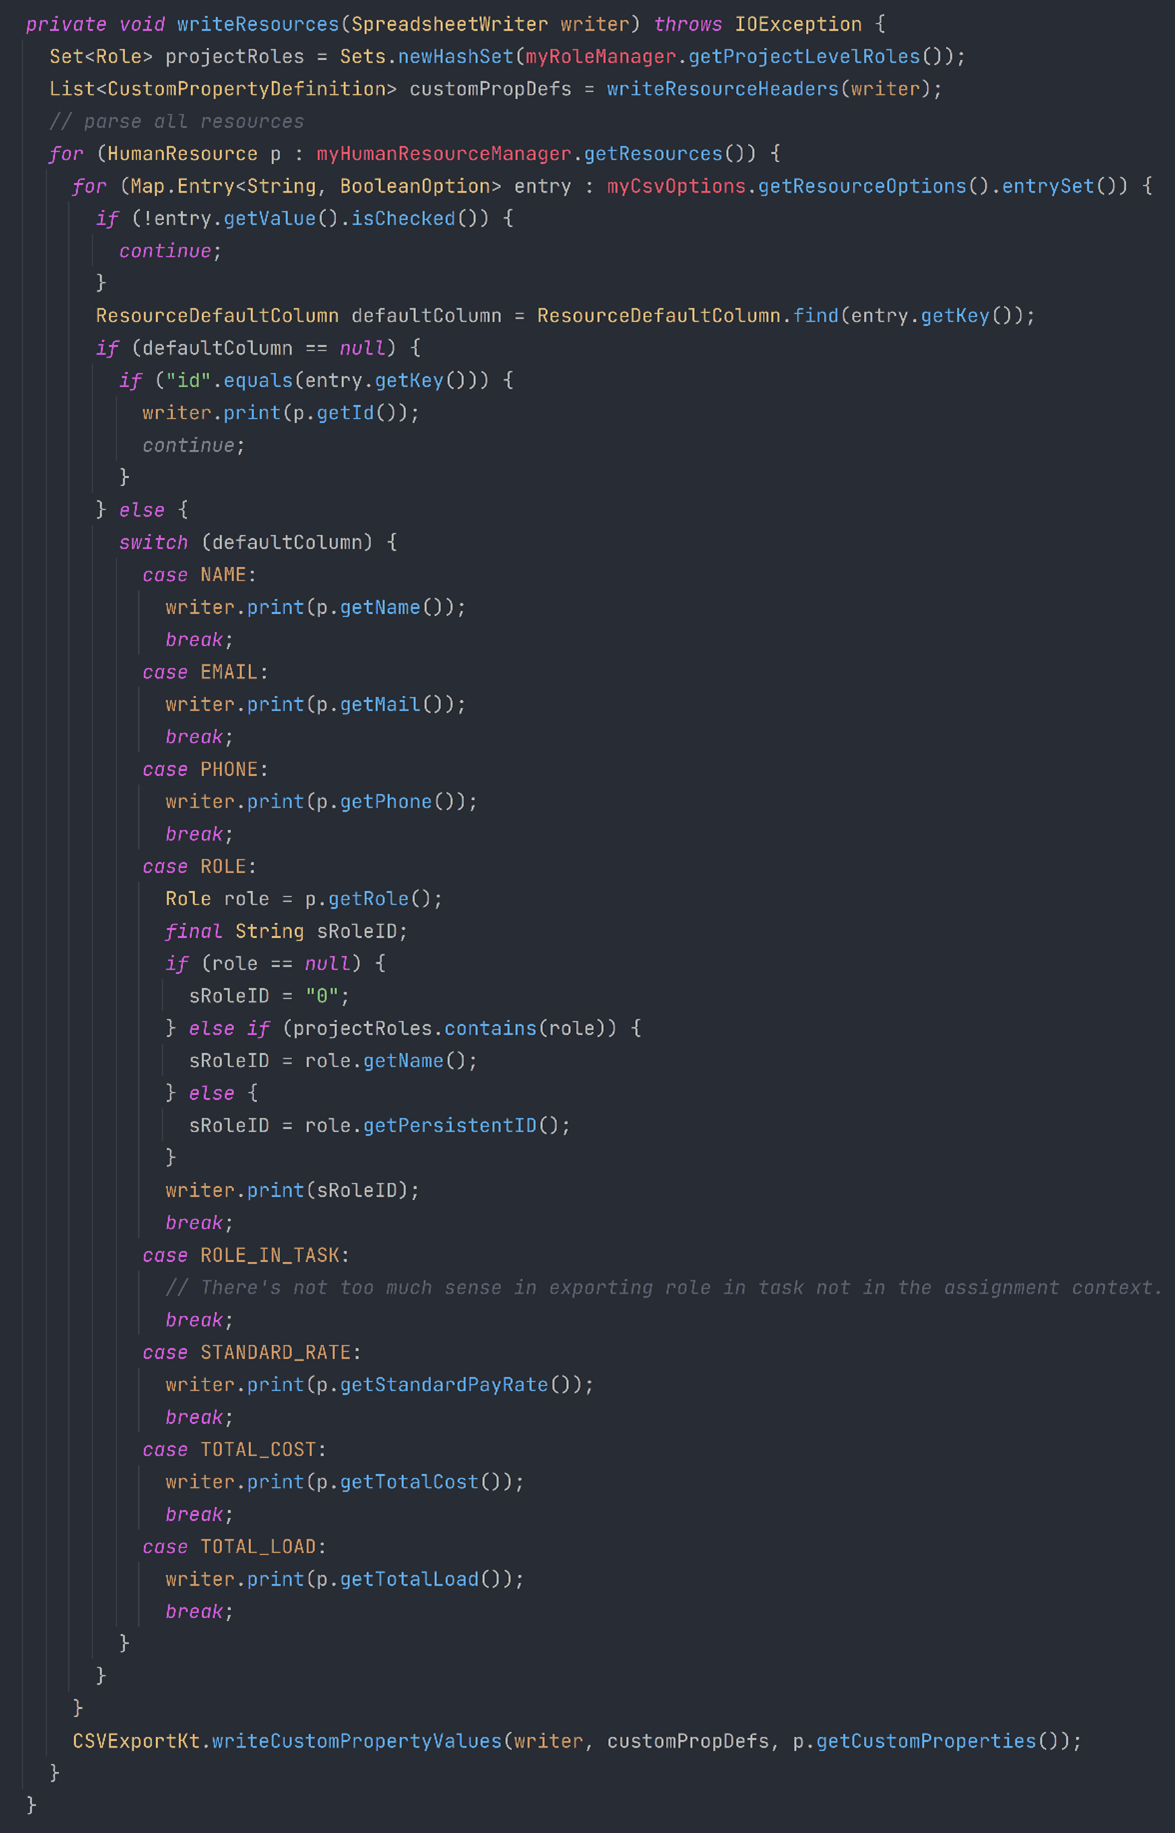 private void writeResources(SpreadsheetWriter writer) throws IOException {
  Set<Role> projectRoles = Sets.newHashSet(myRoleManager.getProjectLevelRoles());
  List<CustomPropertyDefinition> customPropDefs = writeResourceHeaders(writer);
  // parse all resources
  for (HumanResource p : myHumanResourceManager.getResources()) {
    for (Map.Entry<String, BooleanOption> entry : myCsvOptions.getResourceOptions().entrySet()) {
      if (!entry.getValue().isChecked()) {
        continue;
      }
      ResourceDefaultColumn defaultColumn = ResourceDefaultColumn.find(entry.getKey());
      if (defaultColumn == null) {
        if ("id".equals(entry.getKey())) {
          writer.print(p.getId());
          continue;
        }
      } else {
        switch (defaultColumn) {
          case NAME:
            writer.print(p.getName());
            break;
          case EMAIL:
            writer.print(p.getMail());
            break;
          case PHONE:
            writer.print(p.getPhone());
            break;
          case ROLE:
            Role role = p.getRole();
            final String sRoleID;
            if (role == null) {
              sRoleID = "0";
            } else if (projectRoles.contains(role)) {
              sRoleID = role.getName();
            } else {
              sRoleID = role.getPersistentID();
            }
            writer.print(sRoleID);
            break;
          case ROLE_IN_TASK:
            // There's not too much sense in exporting role in task not in the assignment context.
            break;
          case STANDARD_RATE:
            writer.print(p.getStandardPayRate());
            break;
          case TOTAL_COST:
            writer.print(p.getTotalCost());
            break;
          case TOTAL_LOAD:
            writer.print(p.getTotalLoad());
            break;
        }
      }
    }
    CSVExportKt.writeCustomPropertyValues(writer, customPropDefs, p.getCustomProperties());
  }
}